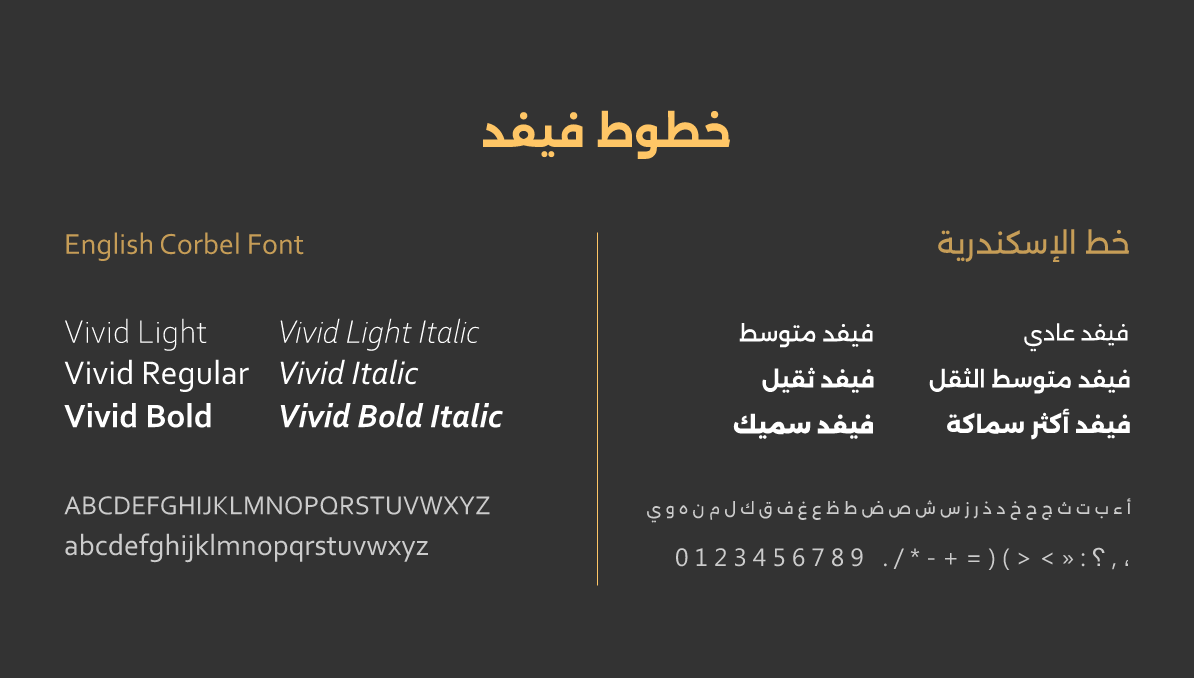 خطوط فيفد
خط الإسكندرية
فيفد عادي فيفد متوسط
فيفد متوسط الثقل فيفد ثقيل
فيفد أكثر سماكة فيفد سميك
أ ء ب ت ث ج ح خ د ذ ر ز س ش ص ض ط ظ ع غ ف ق ك ل م ن ه و ي
0 1 2 3 4 5 6 7 8 9 . / * - + = ) ( > < » : ؟ , ،
English Corbel Font
Vivid Light Vivid Light Italic
Vivid Regular Vivid Italic
Vivid Bold Vivid Bold Italic
ABCDEFGHIJKLMNOPQRSTUVWXYZ
abcdefghijklmnopqrstuvwxyz